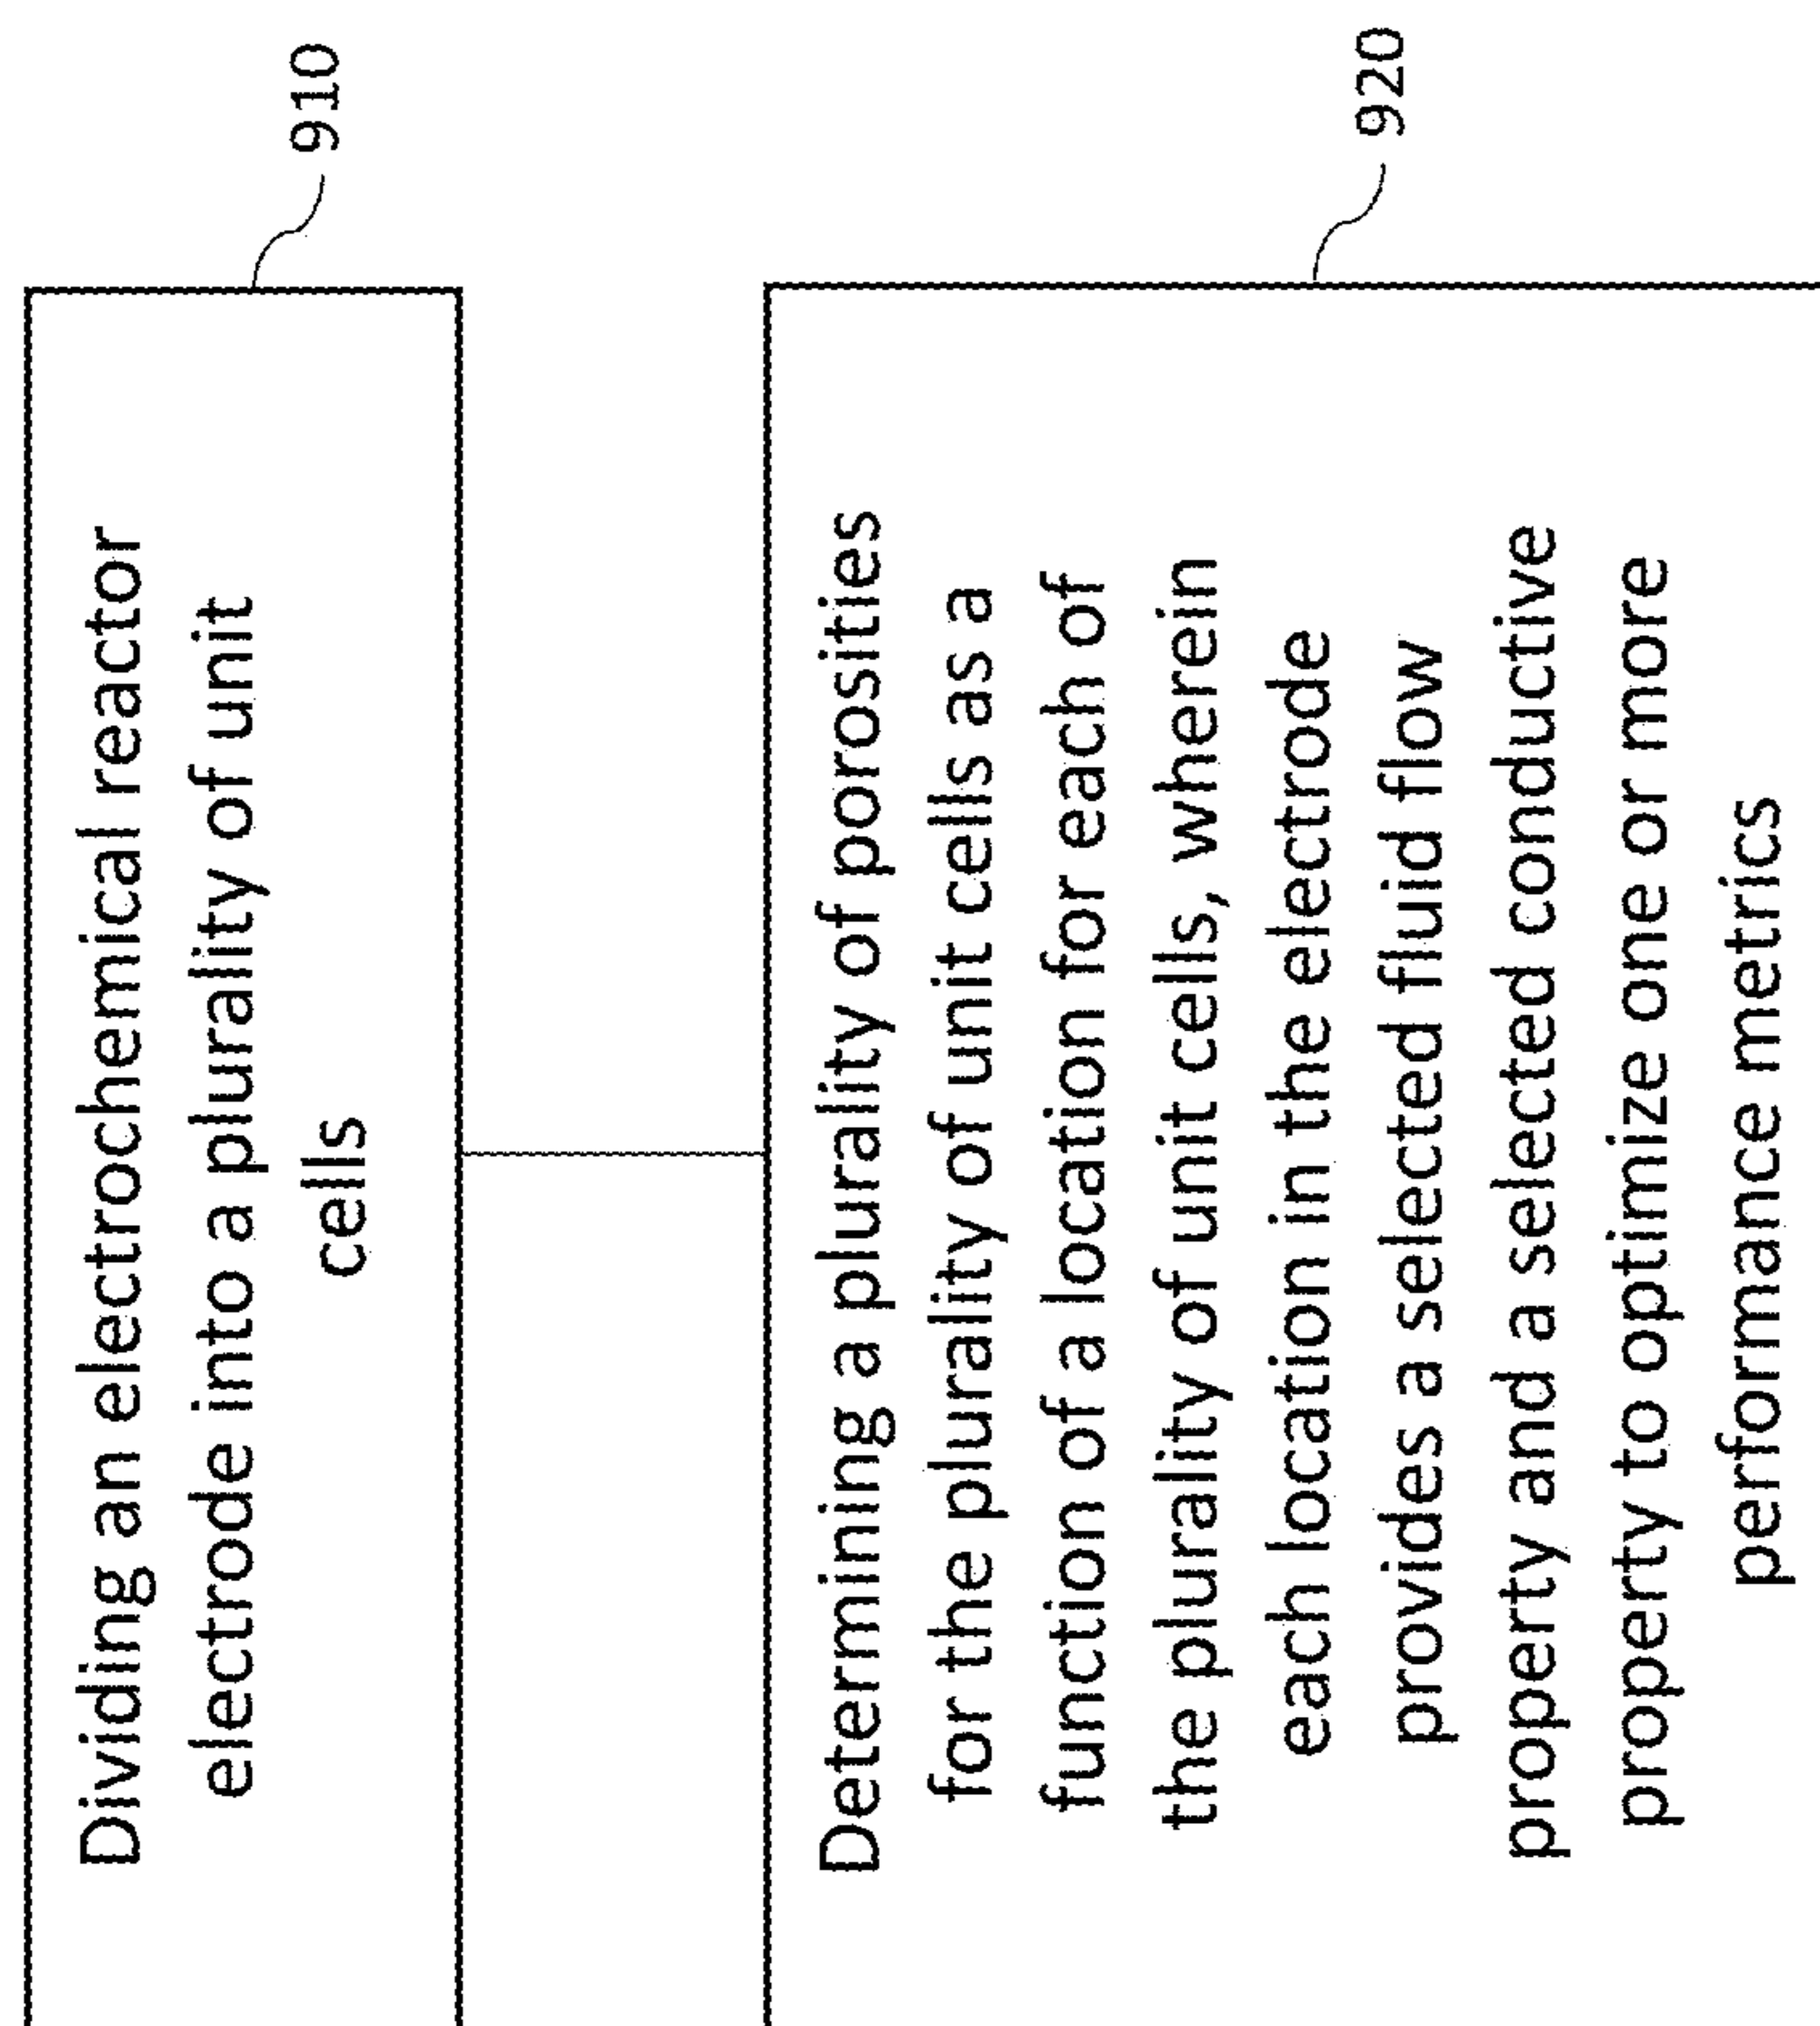 Dividing an electrochemical reactor
electrode into a plurality of unit
cells
910
Determining a plurality of porosities
for the plurality of unit cells as a
function of a location for each of
the plurality of unit cells, wherein
each location in the electrode
provides a selected fluid flow
property and a selected conductive
property to optimize one or more
performance metrics
920